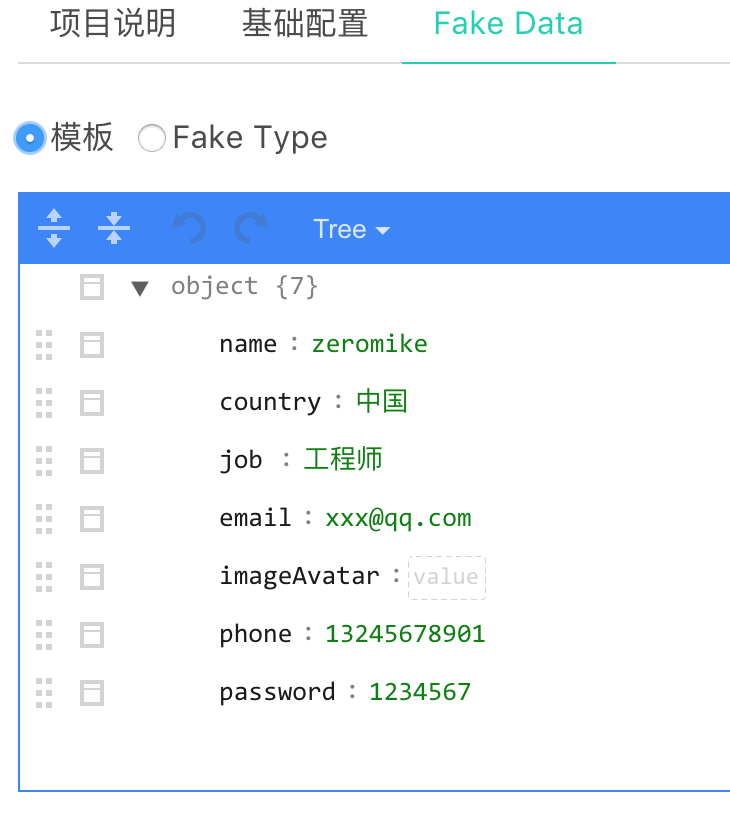 项目说明 基础配置 Fake Data
模板 Fake Type
Tree
object {7}
name : zeromike
country : 中国
job : 工程师
email : xxx@qq.com
imageAvatar : value
phone : 13245678901
password : 1234567